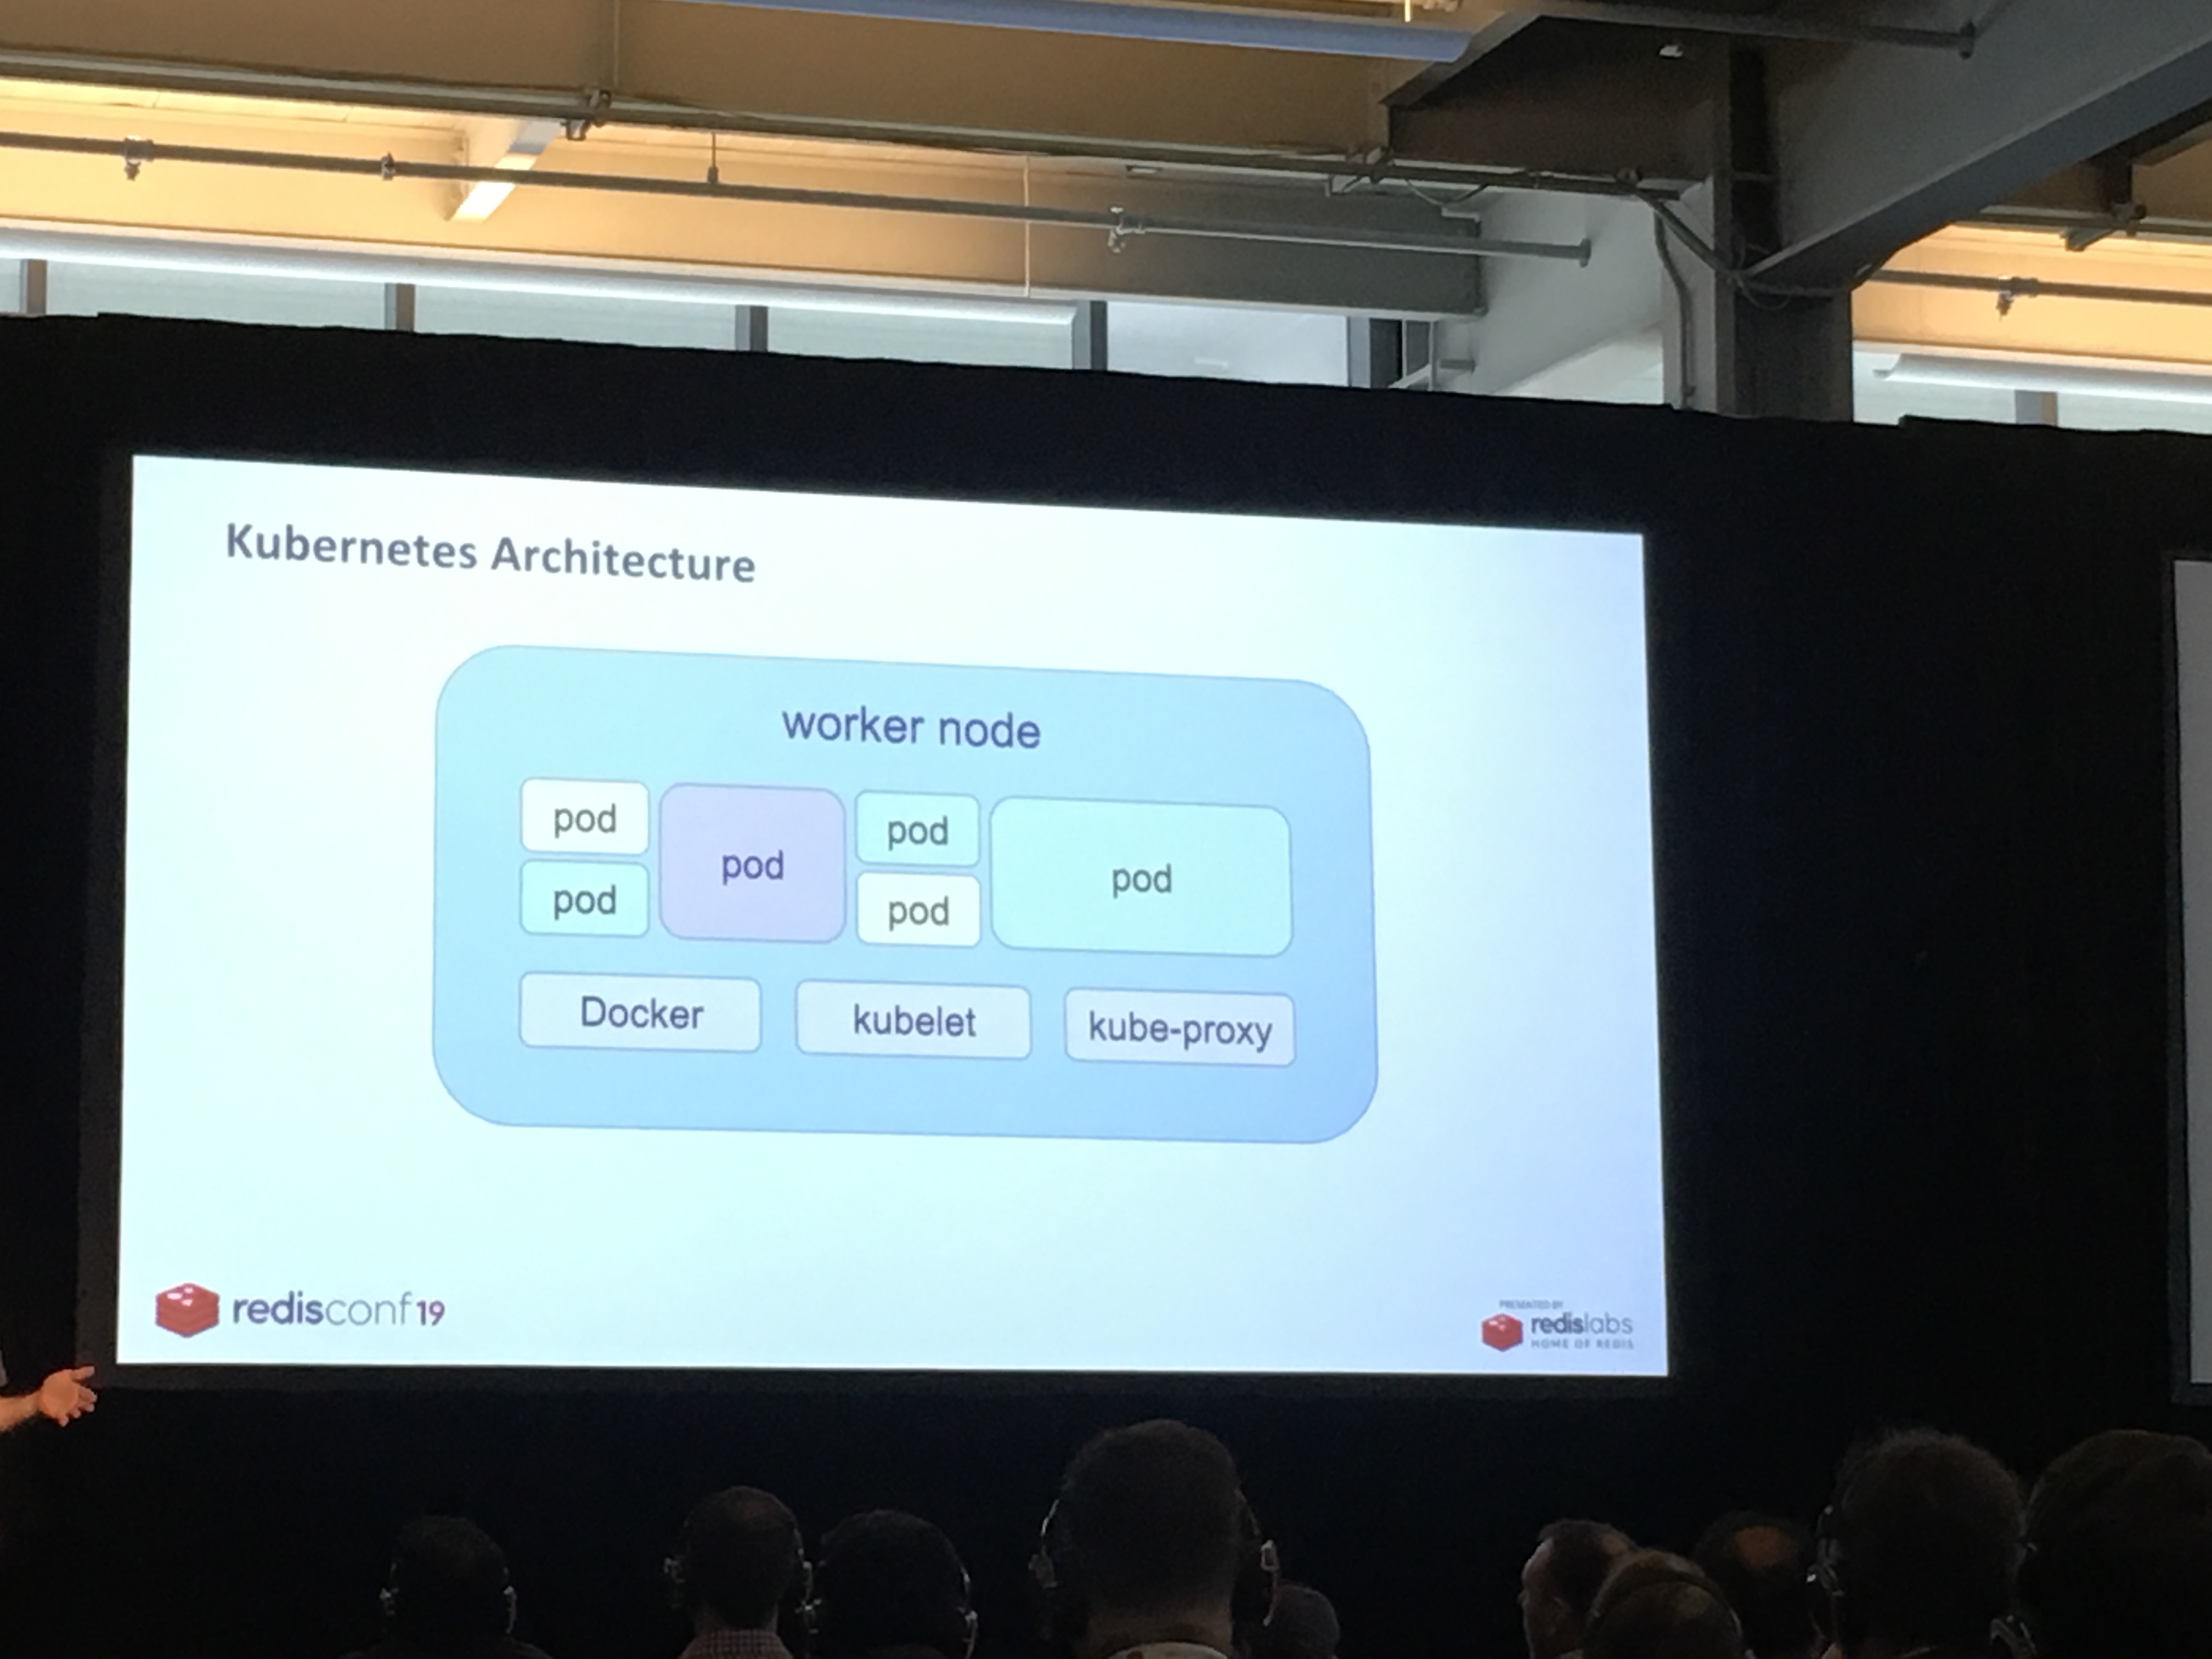 Kubernetes Architecture
worker node
pod
pod
pod
pod
pod
pod
Docker
kubelet
kube-proxy
redisconf19
PRESENTED BY
redislabs
HOME OF REDIS